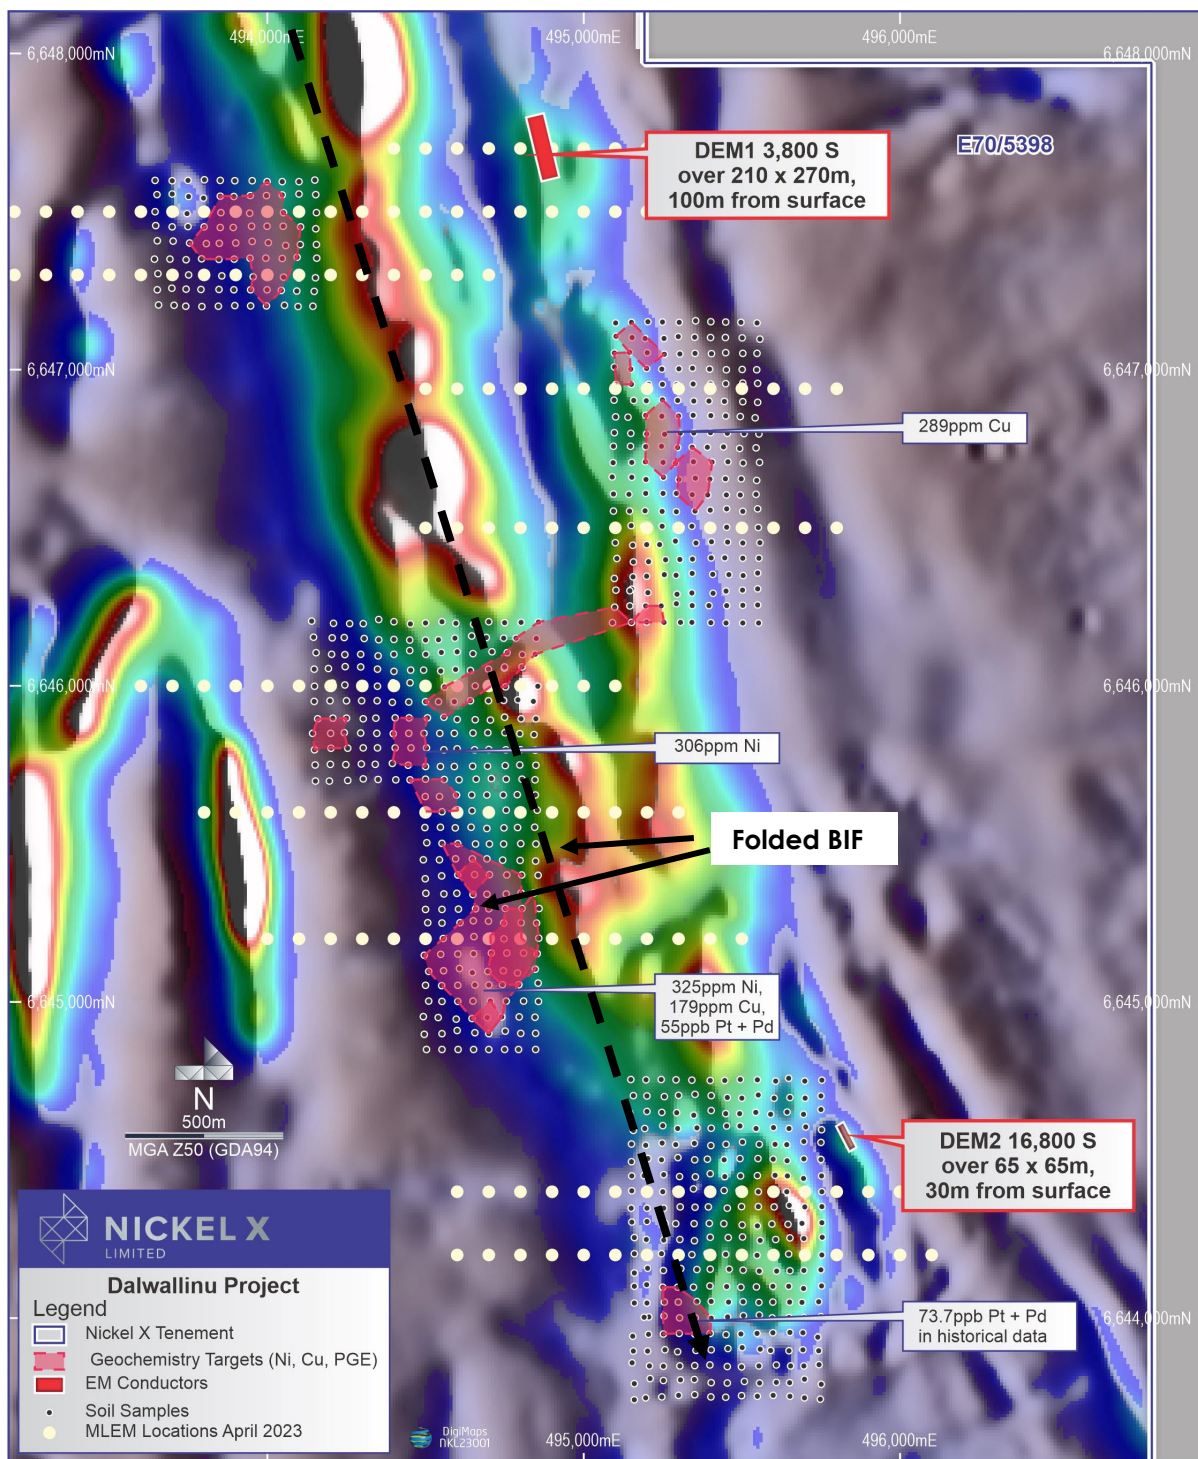 494,000mE
495,000mE
496,000mE
6,648,000mN
6,648,000mN
E70/5398
DEM1 3,800 S
over 210 x 270m,
100m from surface
6,647,000mN
6,647,000mN
289ppm Cu
6,646,000mN
6,646,000mN
306ppm Ni
Folded BIF
325ppm Ni,
179ppm Cu,
55ppb Pt + Pd
6,645,000mN
6,645,000mN
N
500m
MGA Z50 (GDA94)
DEM2 16,800 S
over 65 x 65m,
30m from surface
NICKEL X
LIMITED
Dalwallinu Project
Legend
Nickel X Tenement
Geochemistry Targets (Ni, Cu, PGE)
EM Conductors
Soil Samples
MLEM Locations April 2023
73.7ppb Pt + Pd
in historical data
6,644,000mN
DigiMaps
NKL23001
495,000mE
496,000mE